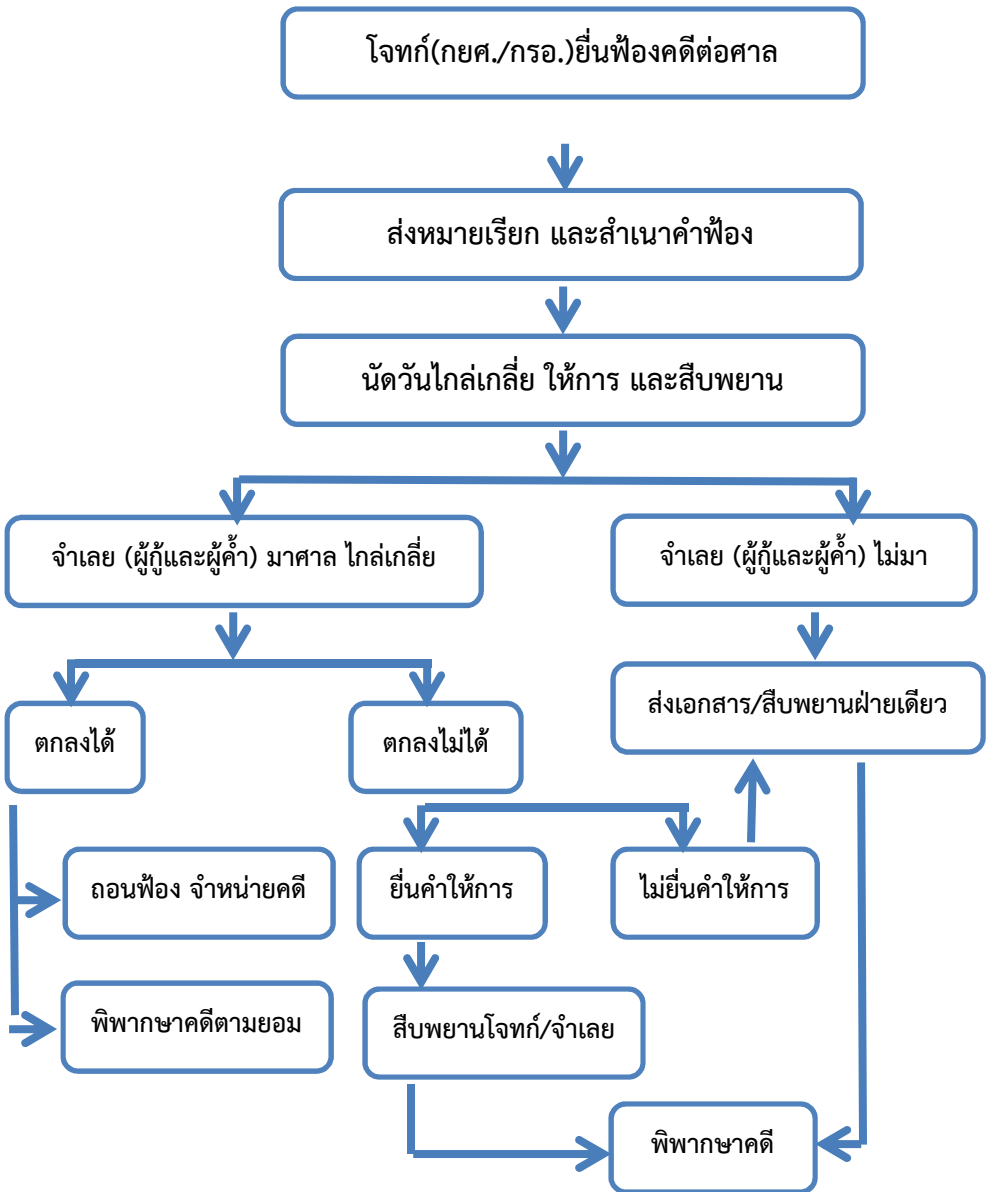 โจทก์(กยศ./กรอ.)ยื่นฟ้องคดีต่อศาล
ส่งหมายเรียก และสำเนาคำฟ้อง
นัดวันไกล่เกลี่ย ให้การ และสืบพยาน
จำเลย (ผู้กู้และผู้ค้ำ) มาศาล ไกล่เกลี่ย
จำเลย (ผู้กู้และผู้ค้ำ) ไม่มา
ส่งเอกสาร/สืบพยานฝ่ายเดียว
ตกลงได้
ตกลงไม่ได้
ถอนฟ้อง จำหน่ายคดี
ยื่นคำให้การ
ไม่ยื่นคำให้การ
พิพากษาคดีตามยอม
สืบพยานโจทก์/จำเลย
พิพากษาคดี